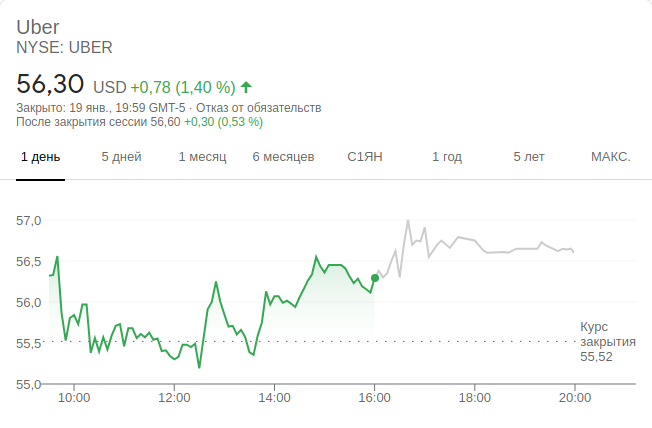 Uber
NYSE: UBER
56,30 USD +0,78 (1,40 %)
Закрыто: 19 янв., 19:59 GMT-5 · Отказ от обязательств
После закрытия сессии 56,60 +0,30 (0,53 %)
1 день 5 дней 1 месяц 6 месяцев С1ЯН 1 год 5 лет МАКС.
57,0
56,5
56,0
55,5
55,0
Курс
закрытия
55,52
10:00 12:00 14:00 16:00 18:00 20:00